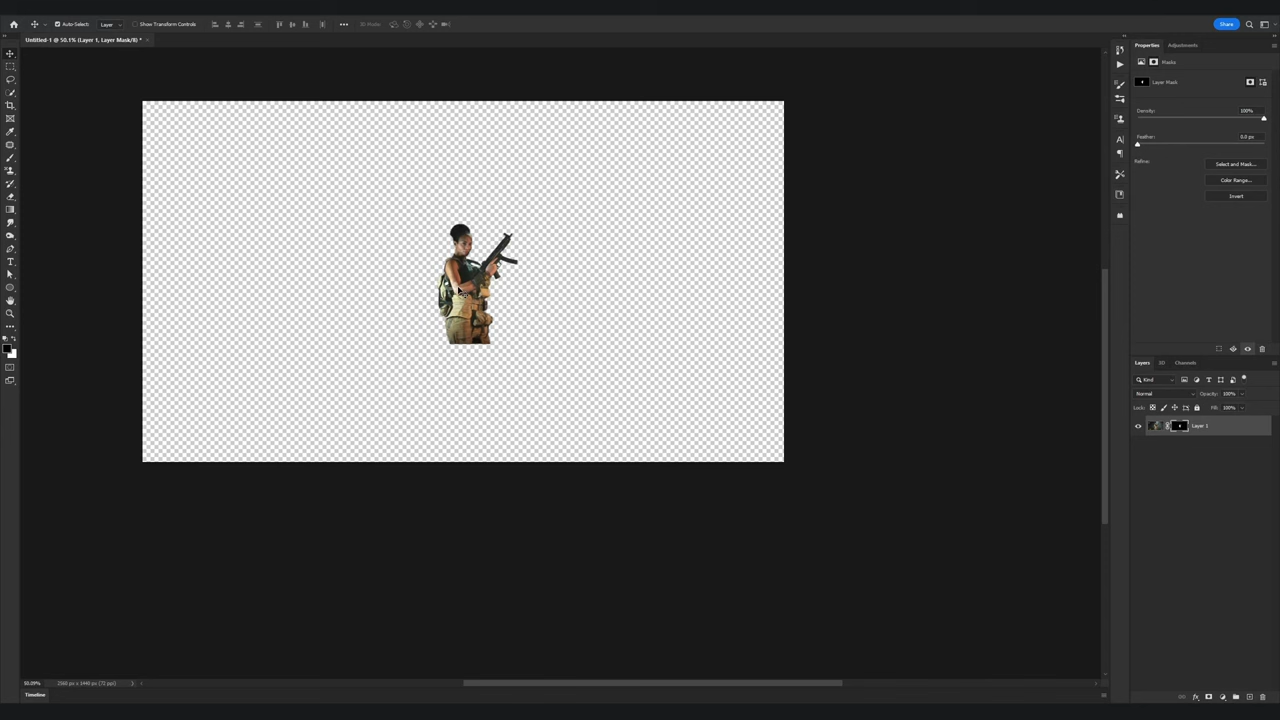 Auto-Select: Layer Show Transform Controls 3D Mode: Share
Untitled-1 @ 50.1% (Layer 1, Layer Mask/8) *
Properties Adjustments
Masks
Layer Mask
Density: 100%
Feather: 0.0 px
Refine: Select and Mask...
Color Range...
Invert
Layers 3D Channels
Kind
Normal Opacity: 100%
Lock: Fill: 100%
Layer 1
50.09% 2560 px x 1440 px (72 ppi)
Timeline